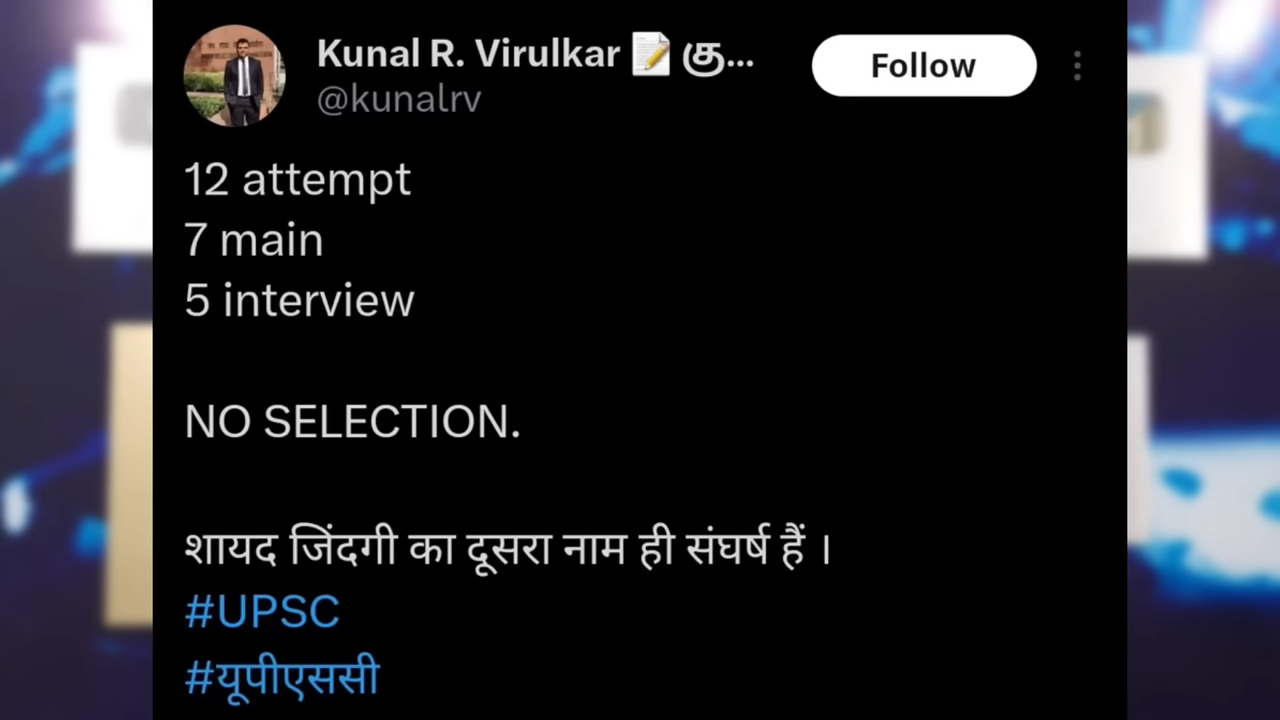 Kunal R. Virulkar 📝 கு...
Follow
@kunalrv
12 attempt
7 main
5 interview
NO SELECTION.
शायद जिंदगी का दूसरा नाम ही संघर्ष हैं ।
#UPSC
#यूपीएससी